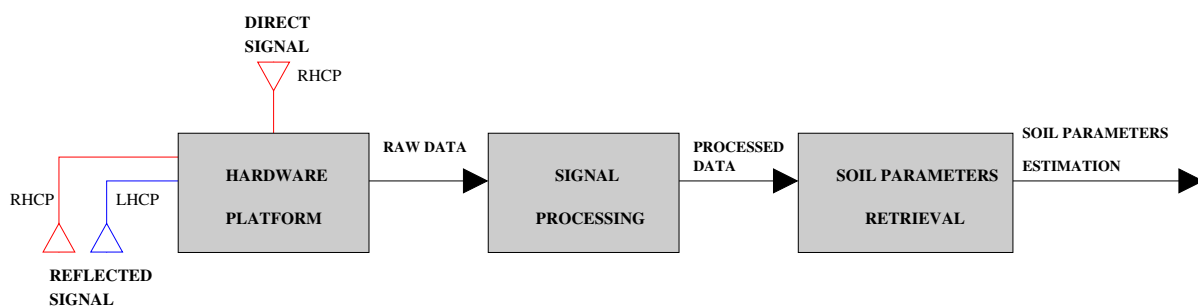 DIRECT
SIGNAL
RHCP
RHCP
LHCP
REFLECTED
SIGNAL
HARDWARE
PLATFORM
RAW DATA
SIGNAL
PROCESSING
PROCESSED
DATA
SOIL PARAMETERS
RETRIEVAL
SOIL PARAMETERS
ESTIMATION